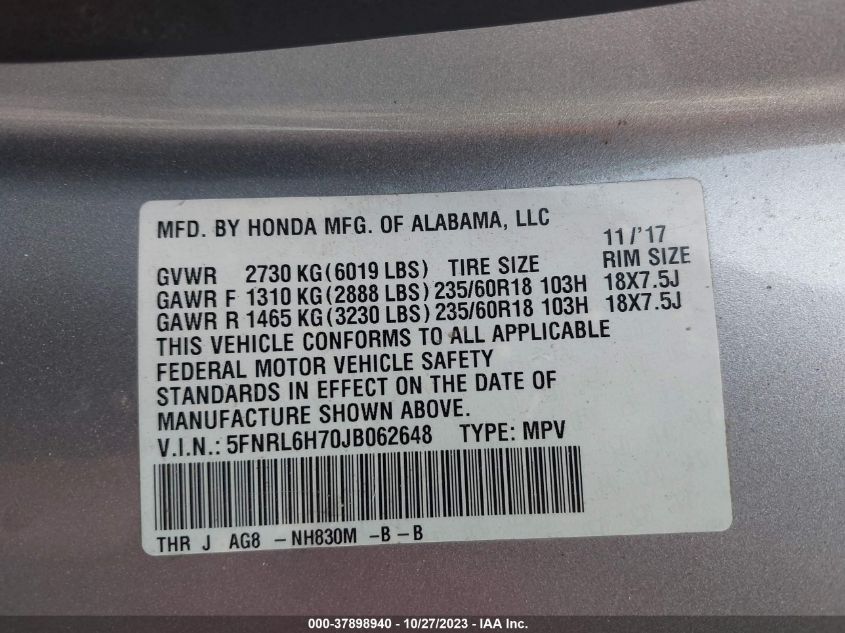 MFD. BY HONDA MFG. OF ALABAMA, LLC
11/'17
GVWR 2730 KG(6019 LBS) TIRE SIZE RIM SIZE
GAWR F 1310 KG(2888 LBS) 235/60R18 103H 18X7.5J
GAWR R 1465 KG(3230 LBS) 235/60R18 103H 18X7.5J
THIS VEHICLE CONFORMS TO ALL APPLICABLE
FEDERAL MOTOR VEHICLE SAFETY
STANDARDS IN EFFECT ON THE DATE OF
MANUFACTURE SHOWN ABOVE.
V.I.N.: 5FNRL6H70JB062648 TYPE: MPV
THR J AG8 -NH830M -B-B
000-37898940 - 10/27/2023 - IAA Inc.